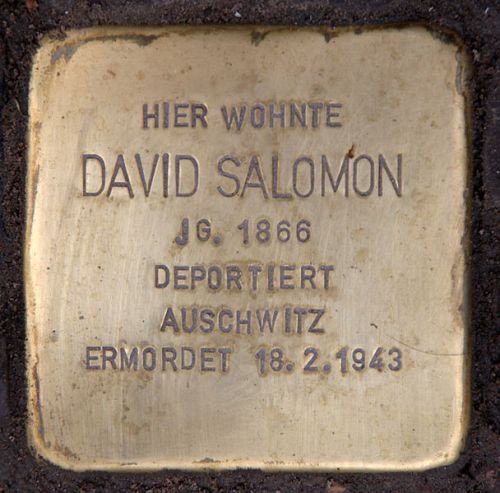 HIER WOHNTE
DAVID SALOMON
JG. 1866
DEPORTIERT
AUSCHWITZ
ERMORDET 18.2.1943